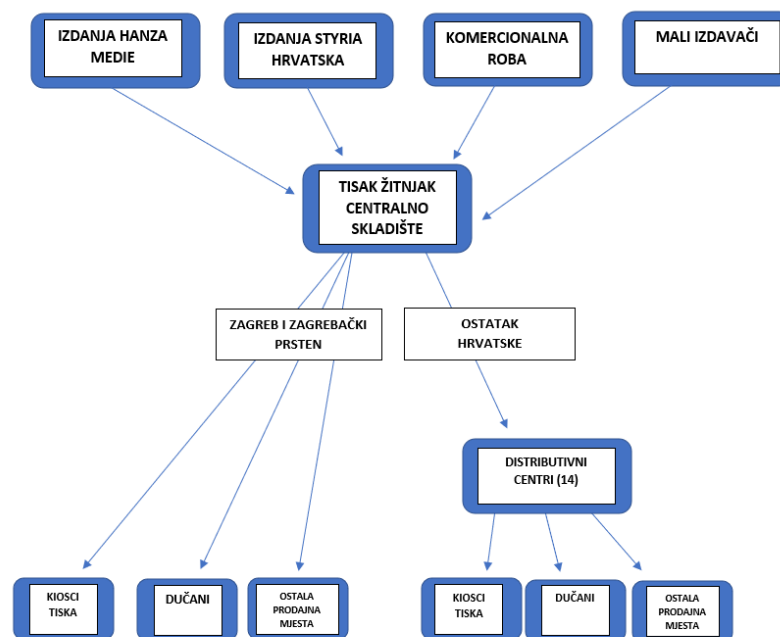 IZDANJA HANZA
MEDIE
IZDANJA STYRIA
HRVATSKA
KOMERCIONALNA
ROBA
MALI IZDAVAČI
TISAK ŽITNJAK
CENTRALNO
SKLADIŠTE
ZAGREB I ZAGREBAČKI
PRSTEN
OSTATAK
HRVATSKE
DISTRIBUTIVNI
CENTRI (14)
KIOSCI
TISKA
DUČANI
OSTALA
PRODAJNA
MJESTA
KIOSCI
TISKA
DUČANI
OSTALA
PRODAJNA
MJESTA